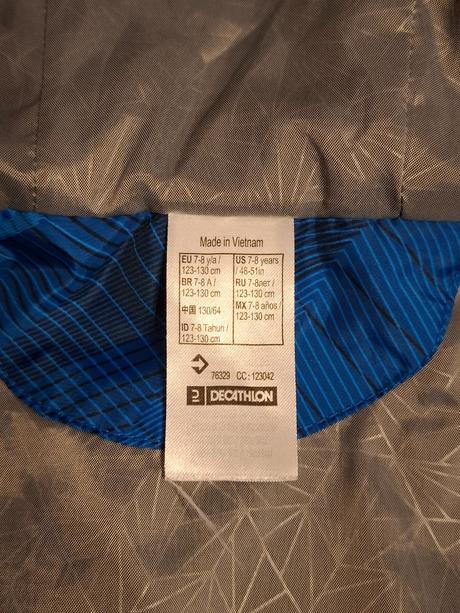 Made in Vietnam
EU 7-8 y/a /
123-130 cm
BR 7-8 A /
123-130 cm
中国 130/64
ID 7-8 Tahun /
123-130 cm
US 7-8 years
/ 48-51in
RU 7-8лет /
123-130 cm
MX 7-8 años /
123-130 cm
76329 CC : 123042
DECATHLON